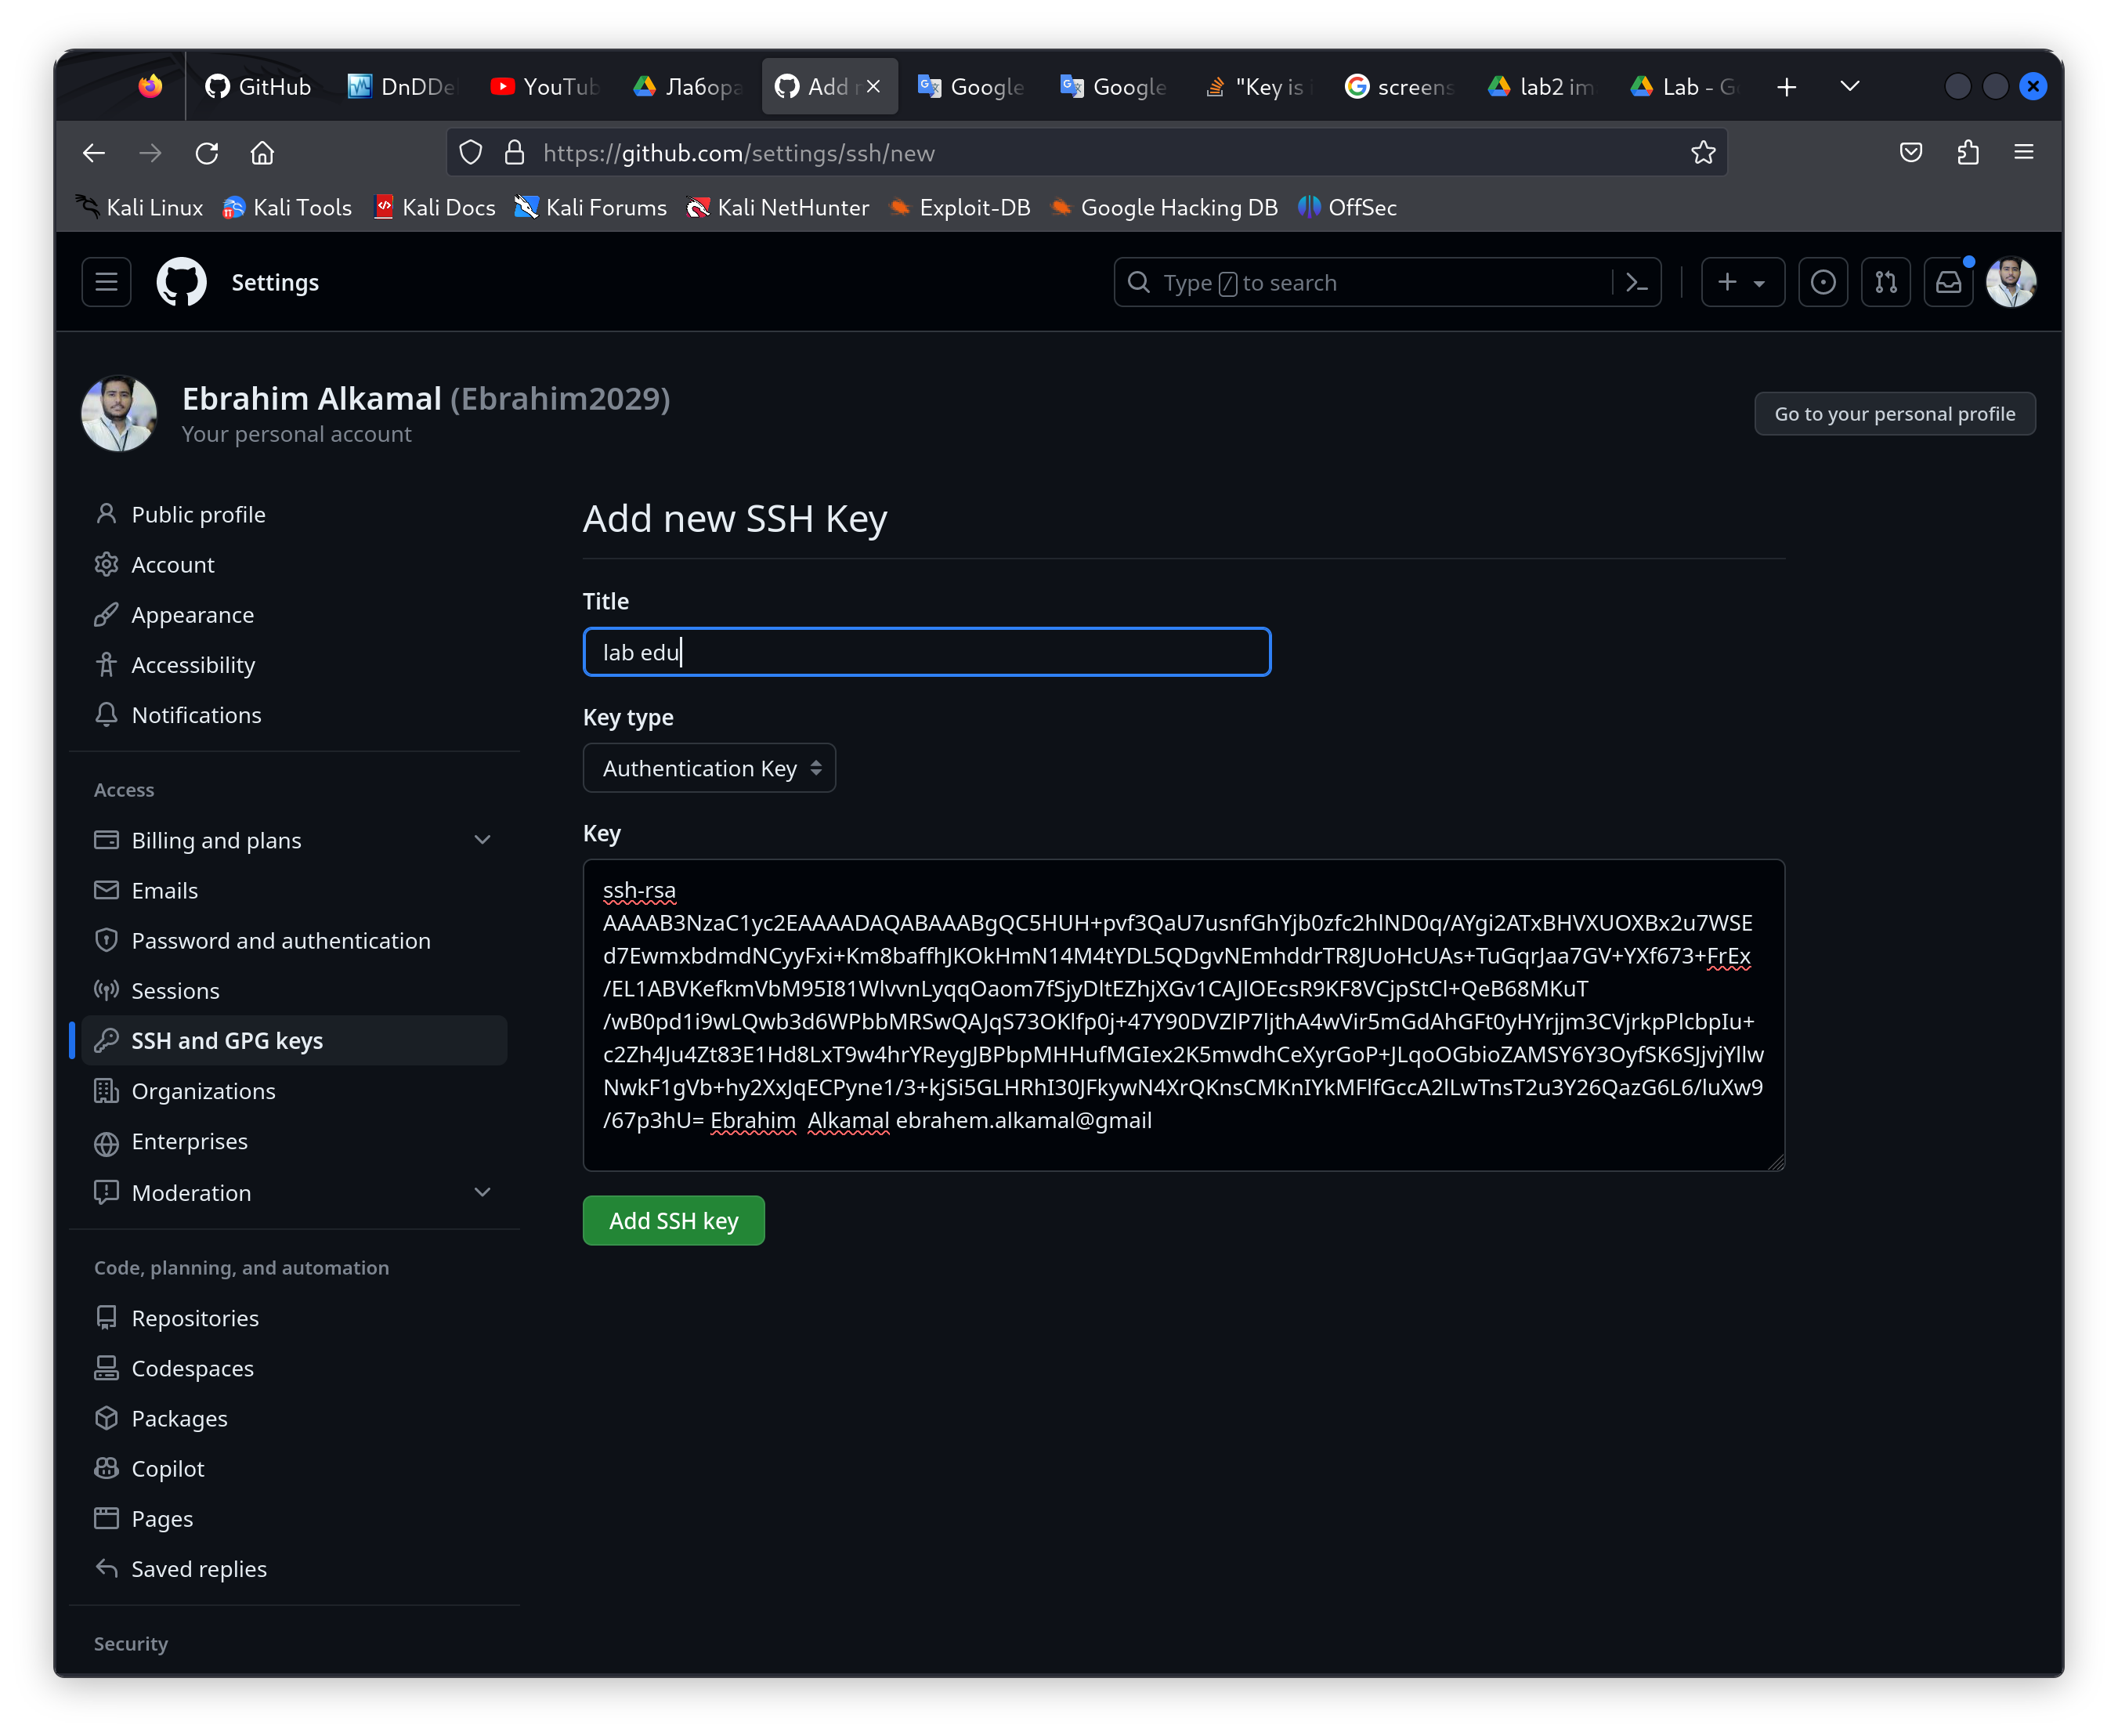 GitHub
DnDDe
YouTub
Лабора
Add r
Google
Google
"Key is
screens
lab2 im
Lab - G
https://github.com/settings/ssh/new
Kali Linux
Kali Tools
Kali Docs
Kali Forums
Kali NetHunter
Exploit-DB
Google Hacking DB
OffSec
Settings
Type / to search
Ebrahim Alkamal (Ebrahim2029)
Your personal account
Go to your personal profile
Public profile
Account
Appearance
Accessibility
Notifications
Access
Billing and plans
Emails
Password and authentication
Sessions
SSH and GPG keys
Organizations
Enterprises
Moderation
Code, planning, and automation
Repositories
Codespaces
Packages
Copilot
Pages
Saved replies
Security
Add new SSH Key
Title
lab edu
Key type
Authentication Key
Key
ssh-rsa
AAAAB3NzaC1yc2EAAAADAQABAAABgQC5HUH+pvf3QaU7usnfGhYjb0zfc2hlND0q/AYgi2ATxBHVXUOXBx2u7WSE
d7EwmxbdmdNCyyFxi+Km8baffhJKOkHmN14M4tYDL5QDgvNEmhddrTR8JUoHcUAs+TuGqrJaa7GV+YXf673+FrEx
/EL1ABVKefkmVbM95I81WlvvnLyqqOaom7fSjyDltEZhjXGv1CAJlOEcsR9KF8VCjpStCl+QeB68MKuT
/wB0pd1i9wLQwb3d6WPbbMRSwQAJqS73OKlfp0j+47Y90DVZlP7ljthA4wVir5mGdAhGFt0yHYrjjm3CVjrkpPlcbpIu+
c2Zh4Ju4Zt83E1Hd8LxT9w4hrYReygJBPbpMHHufMGIex2K5mwdhCeXyrGoP+JLqoOGbioZAMSY6Y3OyfSK6SJjvjYllw
NwkF1gVb+hy2XxJqECPyne1/3+kjSi5GLHRhI30JFkywN4XrQKnsCMKnIYkMFlfGccA2lLwTnsT2u3Y26QazG6L6/luXw9
/67p3hU= Ebrahim  Alkamal ebrahem.alkamal@gmail
Add SSH key